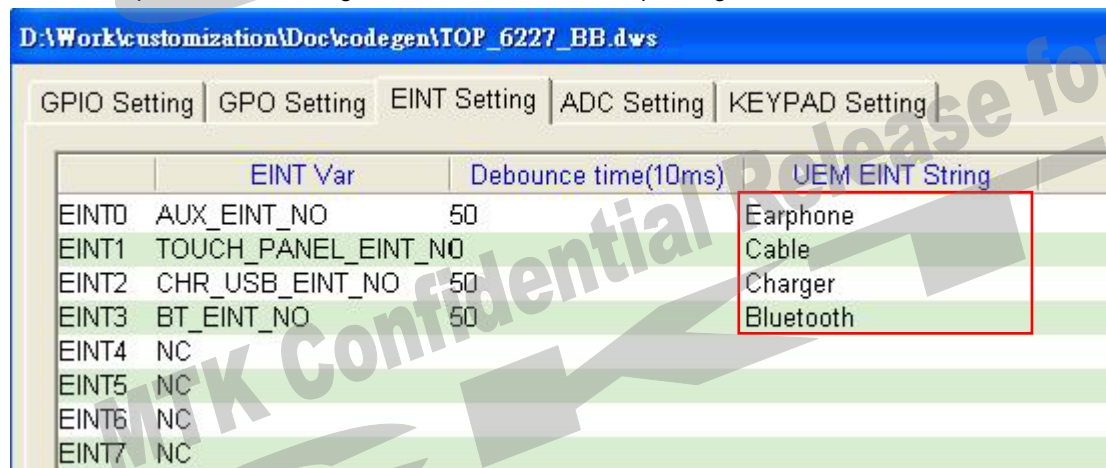 D:\Work\customization\Doc\codegen\TOP_6227_BB.dws
GPIO Setting GPO Setting EINT Setting ADC Setting KEYPAD Setting
EINT Var Debounce time(10ms) UEM EINT String
EINT0 AUX_EINT_NO 50 Earphone
EINT1 TOUCH_PANEL_EINT_NO 0 Cable
EINT2 CHR_USB_EINT_NO 50 Charger
EINT3 BT_EINT_NO 50 Bluetooth
EINT4 NC
EINT5 NC
EINT6 NC
EINT7 NC
MTK Confidential Release for